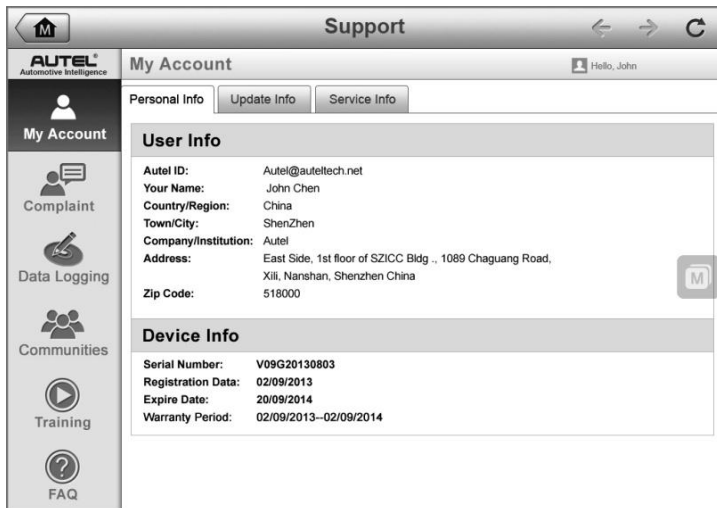 M
Support
AUTEL®
Automotive Intelligence
My Account
Hello, John
Personal Info
Update Info
Service Info
My Account
Complaint
Data Logging
Communities
Training
FAQ
User Info
Autel ID: Autel@auteltech.net
Your Name: John Chen
Country/Region: China
Town/City: ShenZhen
Company/Institution: Autel
Address: East Side, 1st floor of SZICC Bldg ., 1089 Chaguang Road,
Xili, Nanshan, Shenzhen China
Zip Code: 518000
M
Device Info
Serial Number: V09G20130803
Registration Data: 02/09/2013
Expire Date: 20/09/2014
Warranty Period: 02/09/2013--02/09/2014